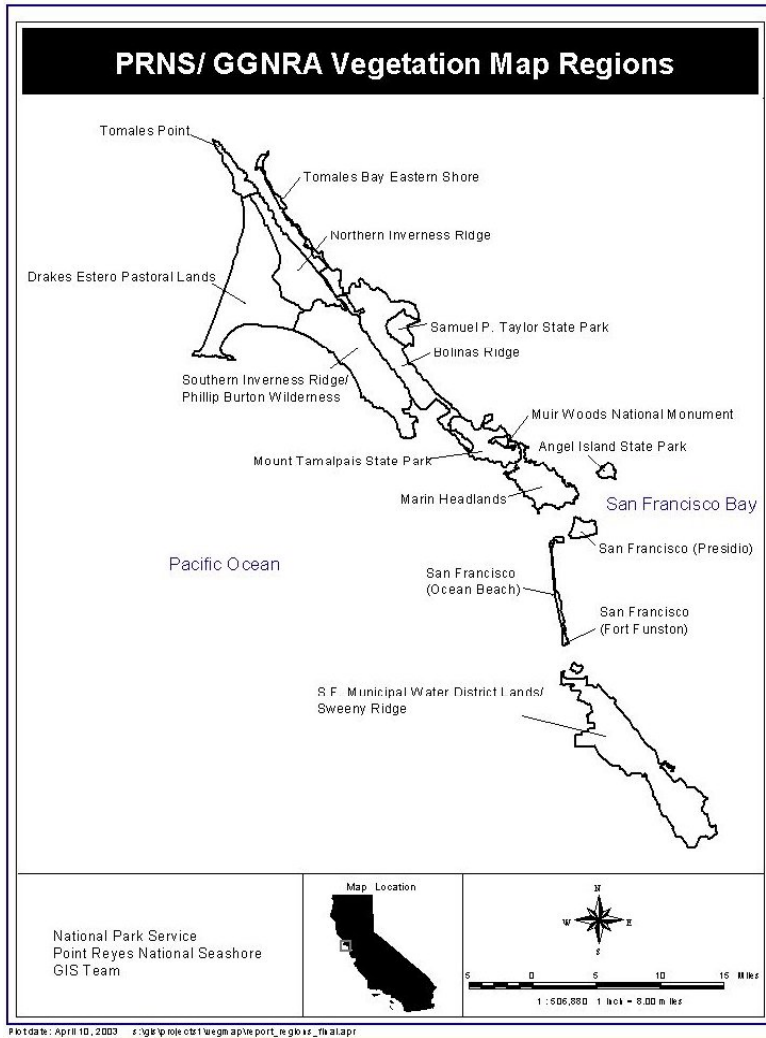 PRNS/ GGNRA Vegetation Map Regions
Tomales Point
Tomales Bay Eastern Shore
Northern Inverness Ridge
Drakes Estero Pastoral Lands
Samuel P. Taylor State Park
Bolinas Ridge
Southern Inverness Ridge/
Phillip Burton Wilderness
Muir Woods National Monument
Angel Island State Park
Mount Tamalpais State Park
Marin Headlands
San Francisco Bay
San Francisco (Presidio)
Pacific Ocean
San Francisco
(Ocean Beach)
San Francisco
(Fort Funston)
S.F. Municipal Water District Lands/
Sweeny Ridge
National Park Service
Point Reyes National Seashore
GIS Team
Map Location
N
W E
S
5 0 5 10 15 Miles
1:506,880 1 Inch = 8.00 miles
Plot date: April 10, 2003 s:\gis\projects1\vegmap\report_regions_final.apr